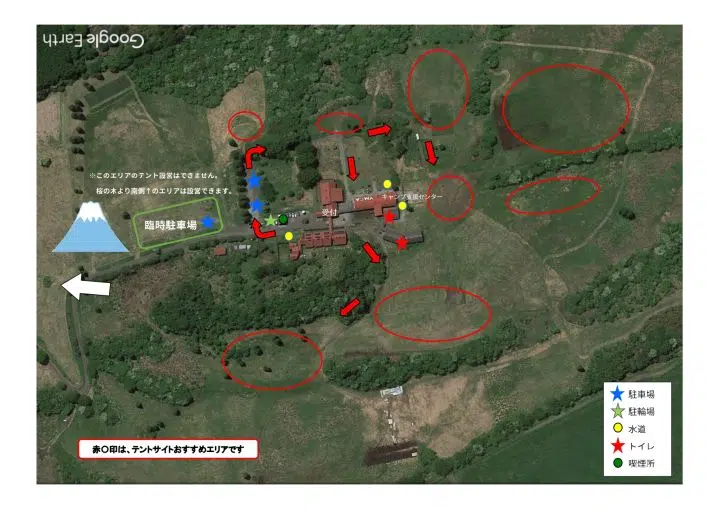 Google Earth
※このエリアのテント設営はできません。
桜の木より南側↑のエリアは設営できます。
臨時駐車場
受付
キャンプ支援センター
駐車場
駐輪場
水道
トイレ
喫煙所
赤〇印は、テントサイトおすすめエリアです